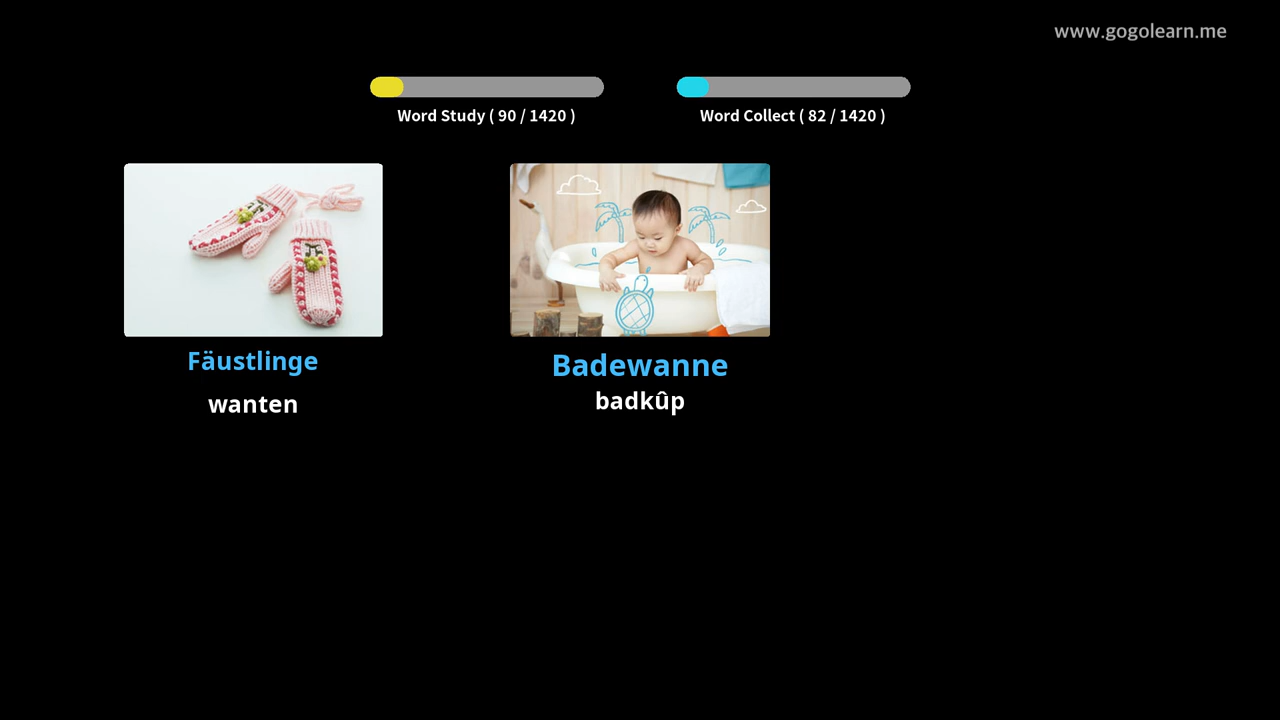 www.gogolearn.me
Word Study ( 90 / 1420 )
Word Collect ( 82 / 1420 )
Fäustlinge
wanten
Badewanne
badkûp